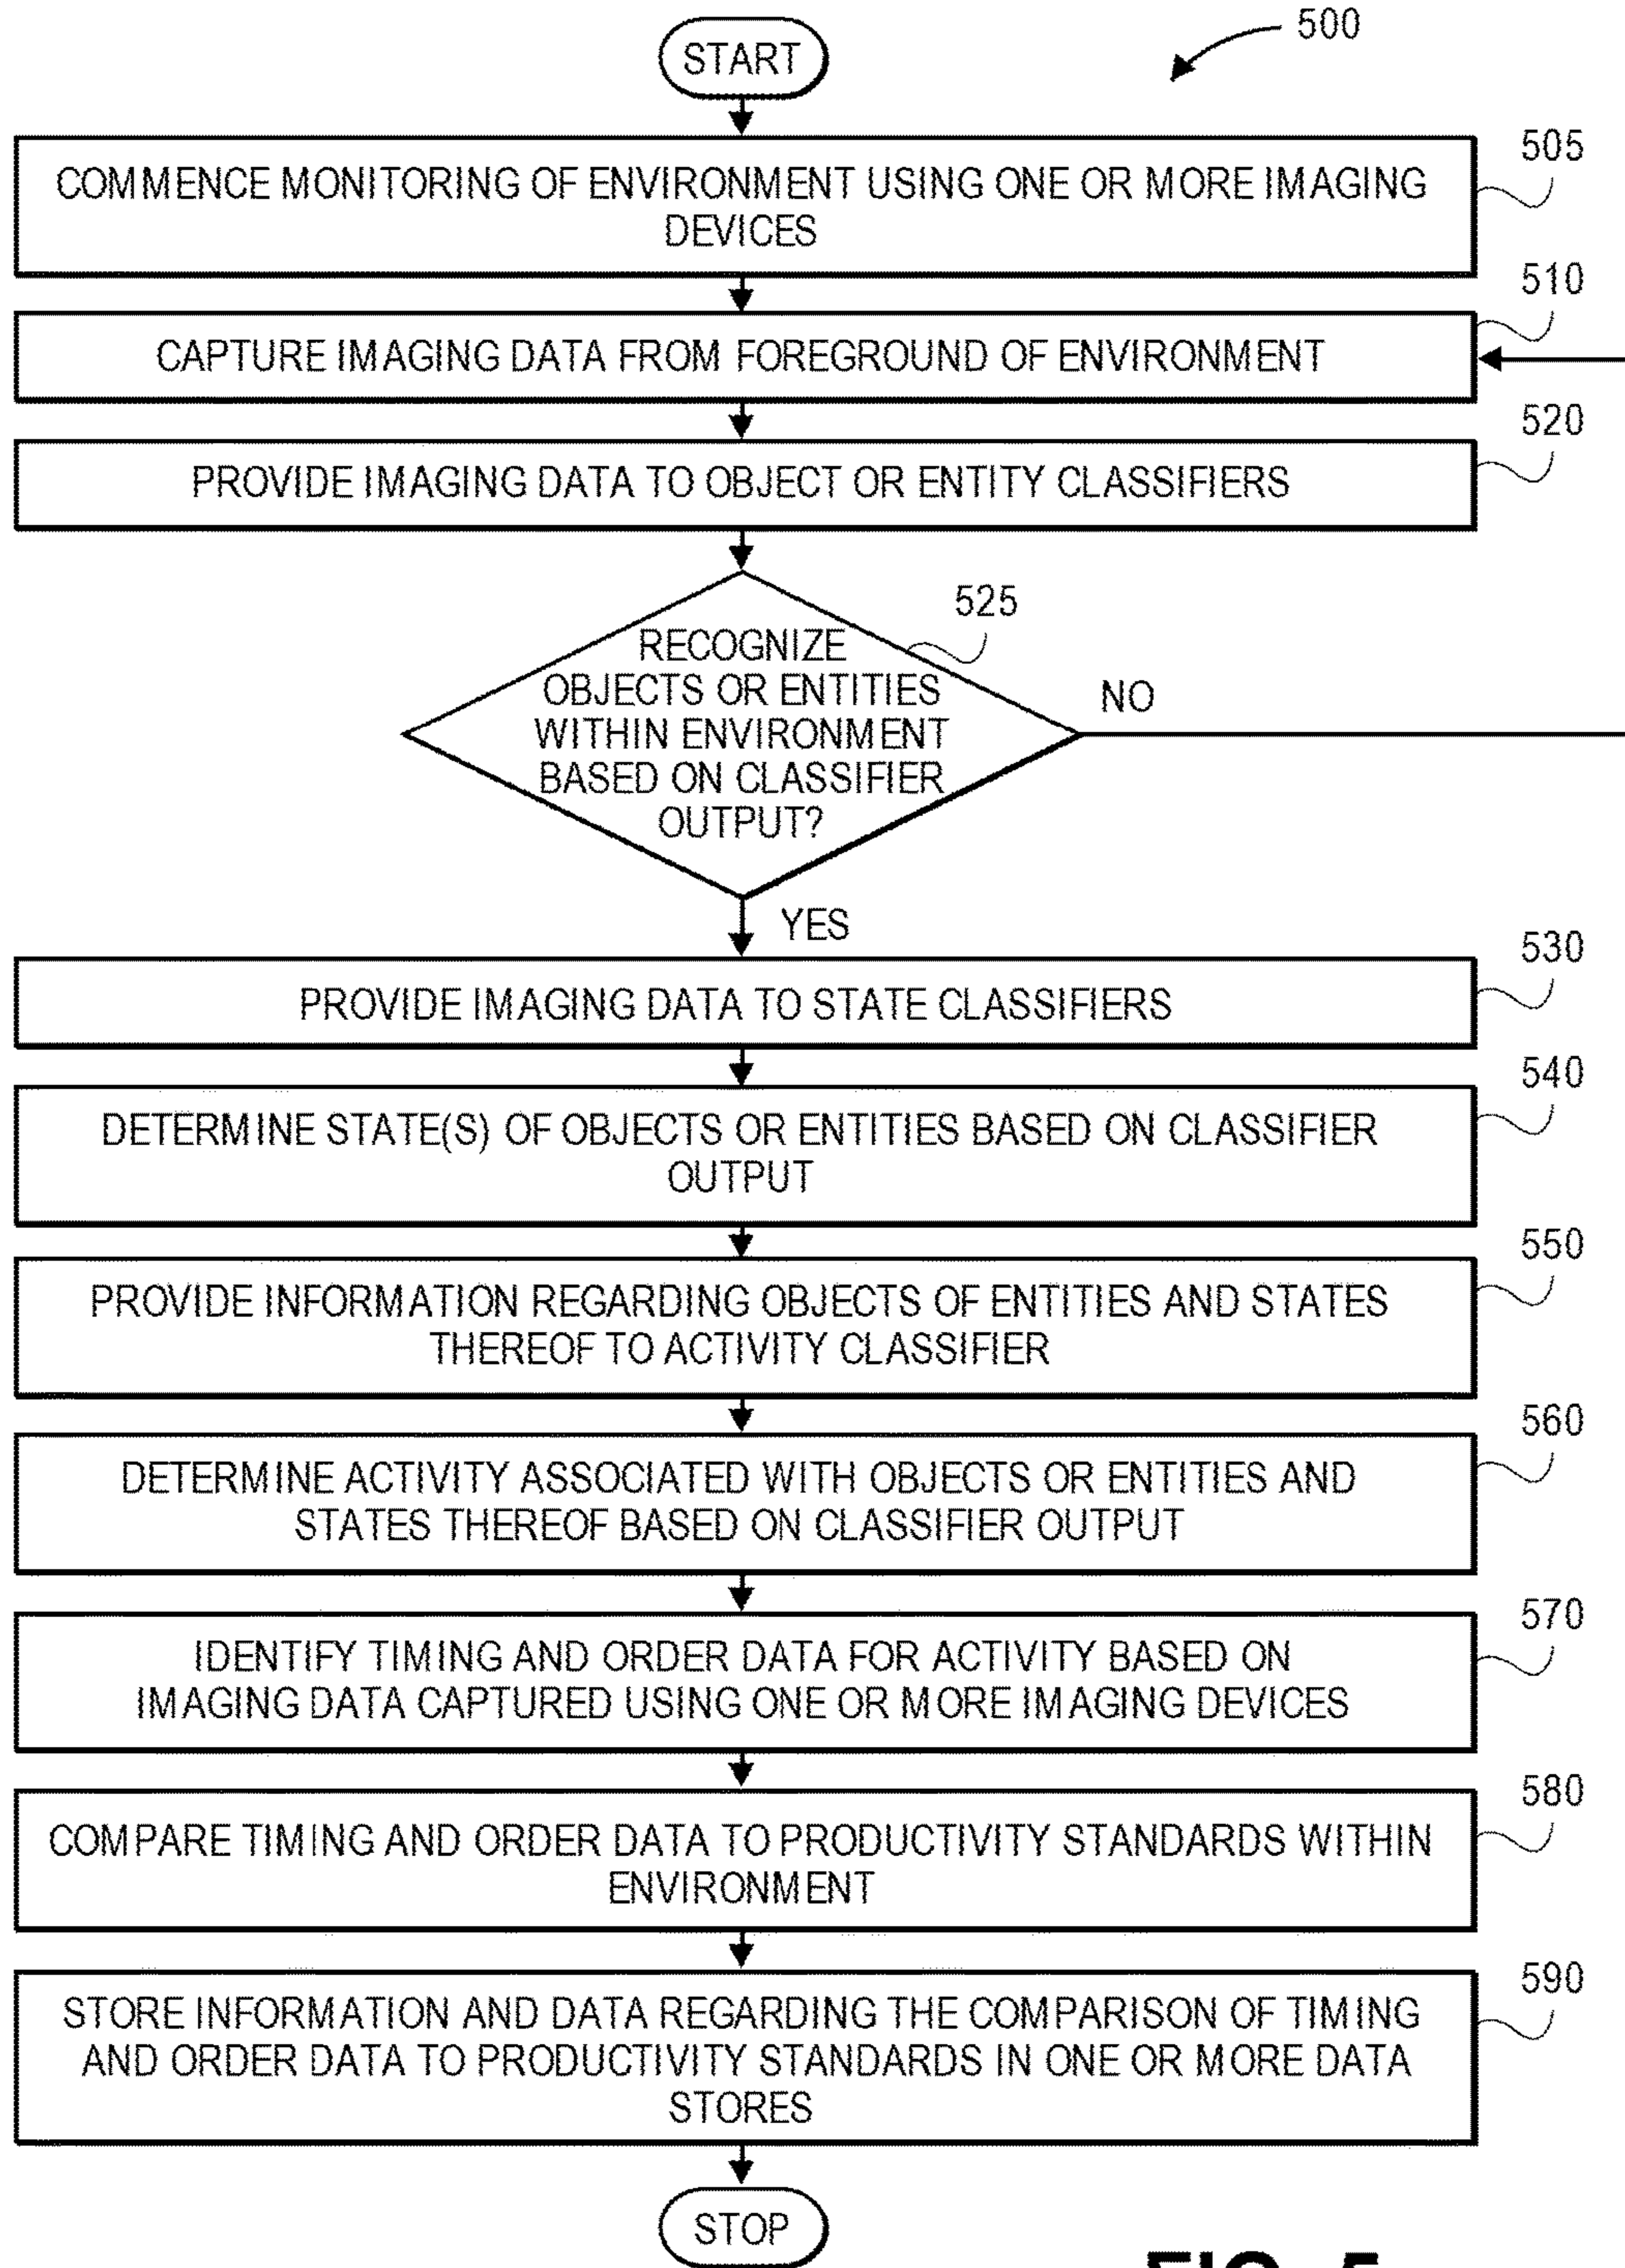 500
START
505
COMMENCE MONITORING OF ENVIRONMENT USING ONE OR MORE IMAGING
DEVICES
510
CAPTURE IMAGING DATA FROM FOREGROUND OF ENVIRONMENT
520
PROVIDE IMAGING DATA TO OBJECT OR ENTITY CLASSIFIERS
525
RECOGNIZE
OBJECTS OR ENTITIES
WITHIN ENVIRONMENT
BASED ON CLASSIFIER
OUTPUT?
NO
YES
530
PROVIDE IMAGING DATA TO STATE CLASSIFIERS
540
DETERMINE STATE(S) OF OBJECTS OR ENTITIES BASED ON CLASSIFIER
OUTPUT
550
PROVIDE INFORMATION REGARDING OBJECTS OF ENTITIES AND STATES
THEREOF TO ACTIVITY CLASSIFIER
560
DETERMINE ACTIVITY ASSOCIATED WITH OBJECTS OR ENTITIES AND
STATES THEREOF BASED ON CLASSIFIER OUTPUT
570
IDENTIFY TIMING AND ORDER DATA FOR ACTIVITY BASED ON
IMAGING DATA CAPTURED USING ONE OR MORE IMAGING DEVICES
580
COMPARE TIMING AND ORDER DATA TO PRODUCTIVITY STANDARDS WITHIN
ENVIRONMENT
590
STORE INFORMATION AND DATA REGARDING THE COMPARISON OF TIMING
AND ORDER DATA TO PRODUCTIVITY STANDARDS IN ONE OR MORE DATA
STORES
STOP